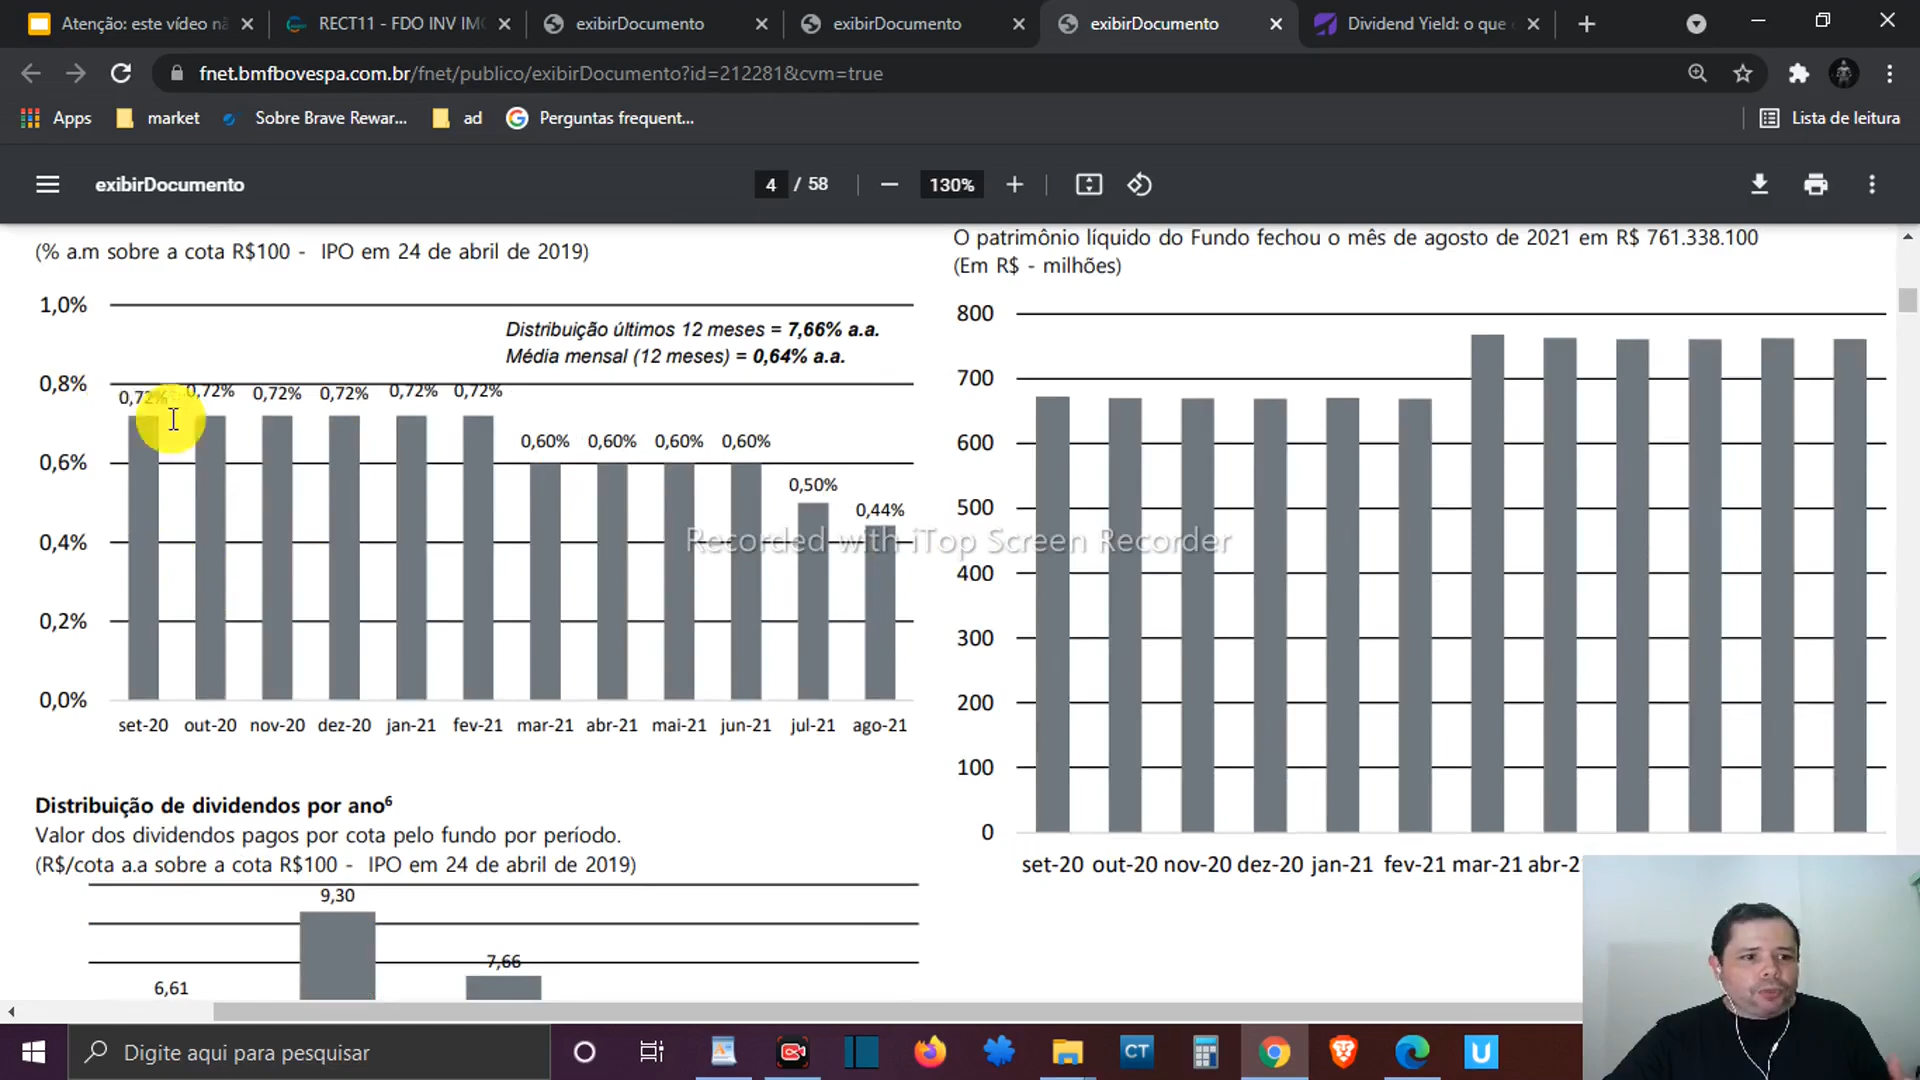 Atenção: este vídeo nã
RECT11 - FDO INV IMO
exibirDocumento
exibirDocumento
exibirDocumento
Dividend Yield: o que
fnet.bmfbovespa.com.br/fnet/publico/exibirDocumento?id=212281&cvm=true
Apps
market
Sobre Brave Rewar...
ad
Perguntas frequent...
Lista de leitura
exibirDocumento
4 / 58
130%
(% a.m sobre a cota R$100 - IPO em 24 de abril de 2019)
1,0%
0,8%
0,6%
0,4%
0,2%
0,0%
Distribuição últimos 12 meses = 7,66% a.a.
Média mensal (12 meses) = 0,64% a.a.
0,72% 0,72% 0,72% 0,72% 0,72% 0,72%
0,60% 0,60% 0,60% 0,60%
0,50%
0,44%
set-20 out-20 nov-20 dez-20 jan-21 fev-21 mar-21 abr-21 mai-21 jun-21 jul-21 ago-21
O patrimônio líquido do Fundo fechou o mês de agosto de 2021 em R$ 761.338.100
(Em R$ - milhões)
800
700
600
500
400
300
200
100
0
set-20 out-20 nov-20 dez-20 jan-21 fev-21 mar-21 abr-2
Recorded with iTop Screen Recorder
Distribuição de dividendos por ano⁶
Valor dos dividendos pagos por cota pelo fundo por período.
(R$/cota a.a sobre a cota R$100 - IPO em 24 de abril de 2019)
9,30
7,66
6,61
Digite aqui para pesquisar
CT
U